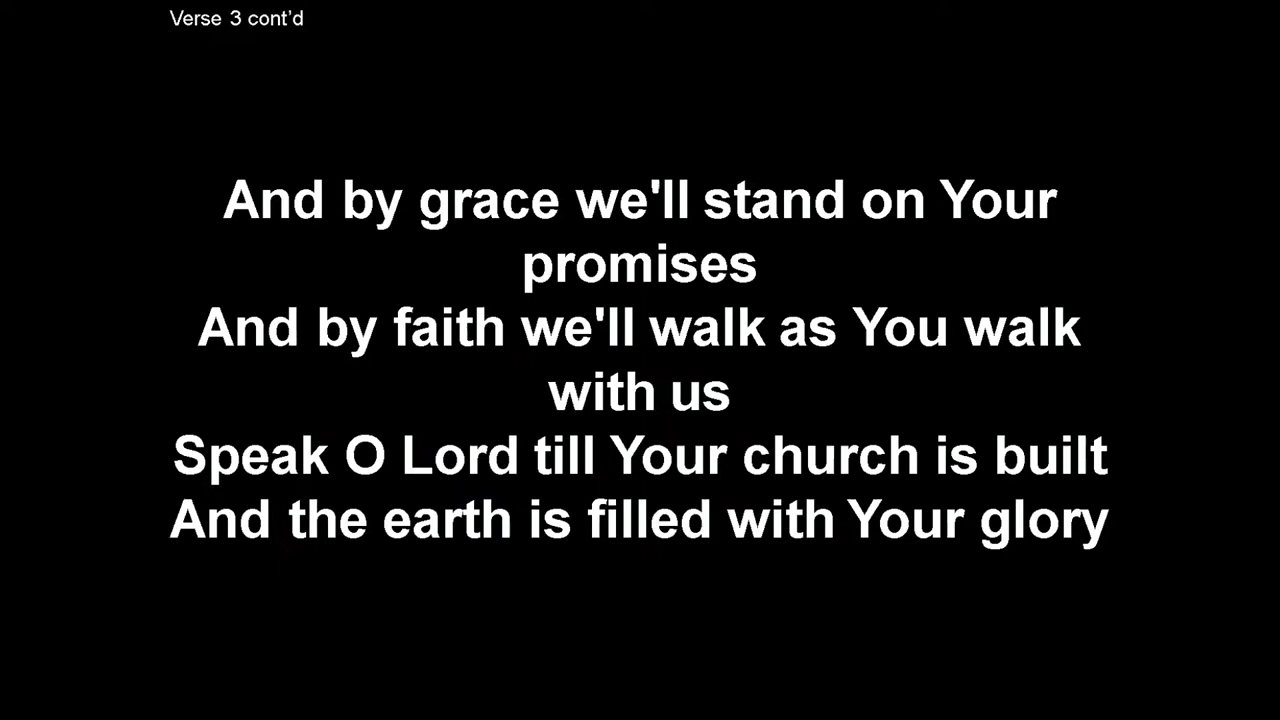 Verse 3 cont’d
And by grace we'll stand on Your
promises
And by faith we'll walk as You walk
with us
Speak O Lord till Your church is built
And the earth is filled with Your glory